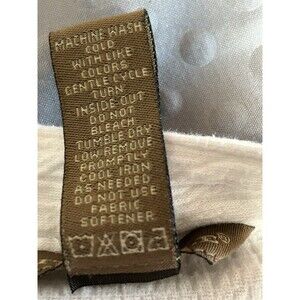 MACHINE WASH
COLD
WITH LIKE
COLORS
GENTLE CYCLE
TURN
INSIDE OUT
DO NOT
BLEACH
TUMBLE DRY
LOW REMOVE
PROMPTLY
COOL IRON
AS NEEDED
DO NOT USE
FABRIC
SOFTENER